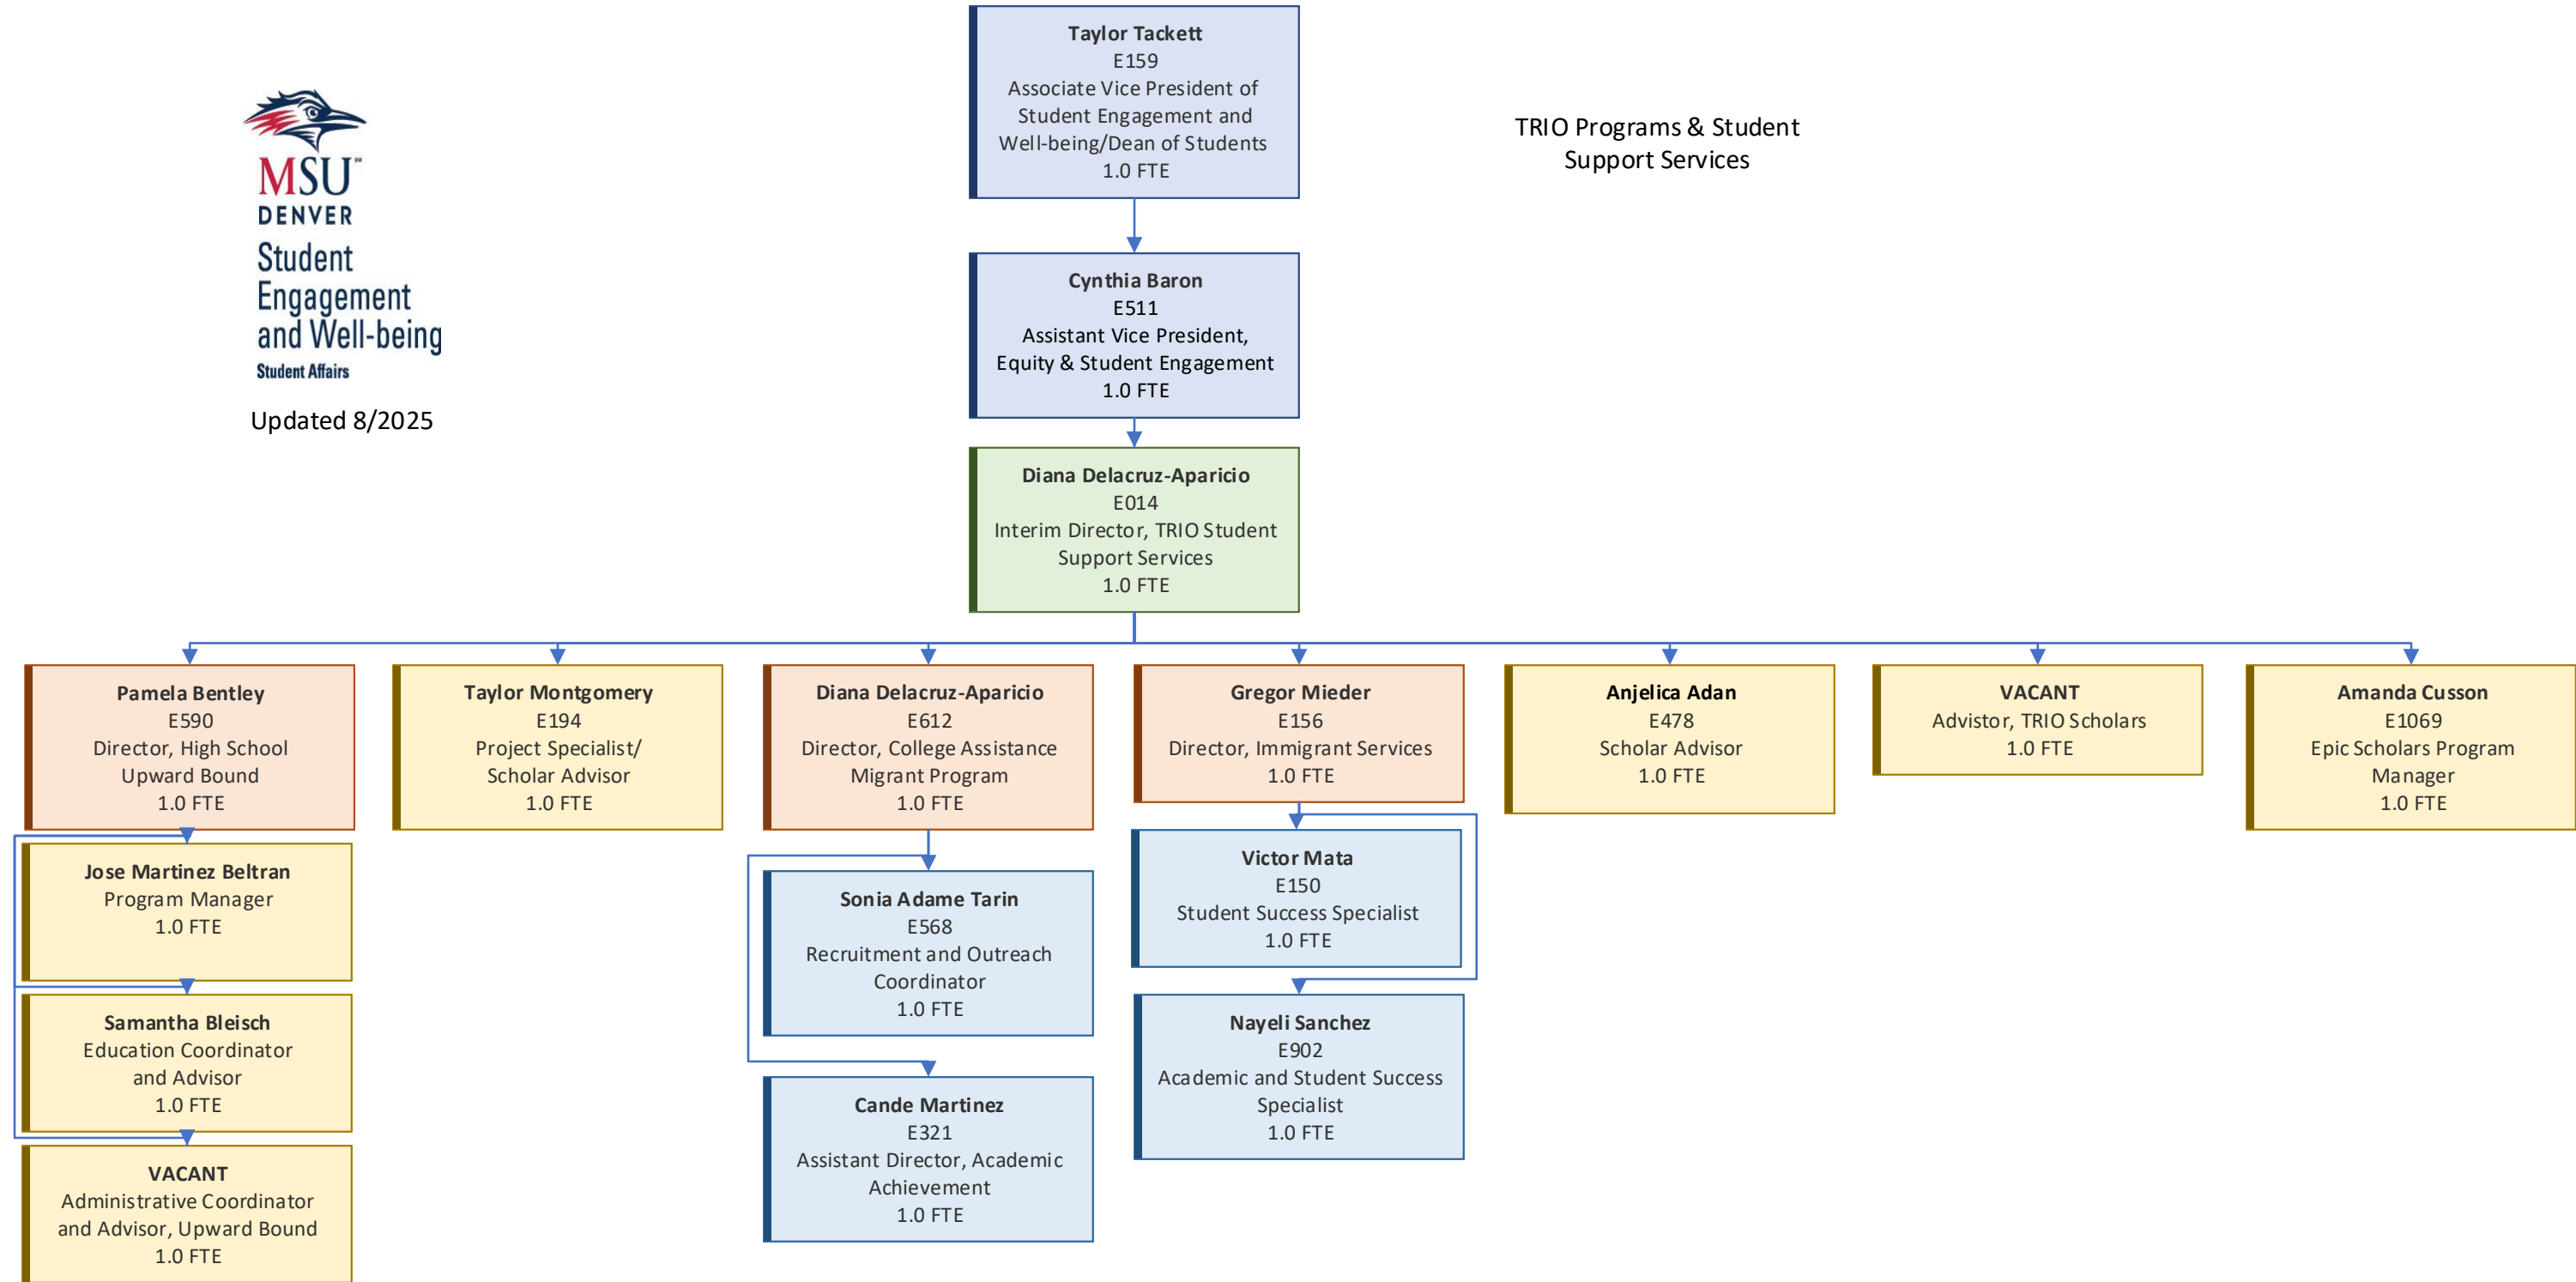 Taylor Tackett
E159
Associate Vice President of
Student Engagement and
Well-being/Dean of Students
1.0 FTE
MSU℠
DENVER
Student
Engagement
and Well-being
Student Affairs
Updated 8/2025
TRIO Programs & Student
Support Services
Cynthia Baron
E511
Assistant Vice President,
Equity & Student Engagement
1.0 FTE
Diana Delacruz-Aparicio
E014
Interim Director, TRIO Student
Support Services
1.0 FTE
Pamela Bentley
E590
Director, High School
Upward Bound
1.0 FTE
Jose Martinez Beltran
Program Manager
1.0 FTE
Samantha Bleisch
Education Coordinator
and Advisor
1.0 FTE
VACANT
Administrative Coordinator
and Advisor, Upward Bound
1.0 FTE
Taylor Montgomery
E194
Project Specialist/
Scholar Advisor
1.0 FTE
Diana Delacruz-Aparicio
E612
Director, College Assistance
Migrant Program
1.0 FTE
Sonia Adame Tarin
E568
Recruitment and Outreach
Coordinator
1.0 FTE
Cande Martinez
E321
Assistant Director, Academic
Achievement
1.0 FTE
Gregor Mieder
E156
Director, Immigrant Services
1.0 FTE
Victor Mata
E150
Student Success Specialist
1.0 FTE
Nayeli Sanchez
E902
Academic and Student Success
Specialist
1.0 FTE
Anjelica Adan
E478
Scholar Advisor
1.0 FTE
VACANT
Advistor, TRIO Scholars
1.0 FTE
Amanda Cusson
E1069
Epic Scholars Program
Manager
1.0 FTE